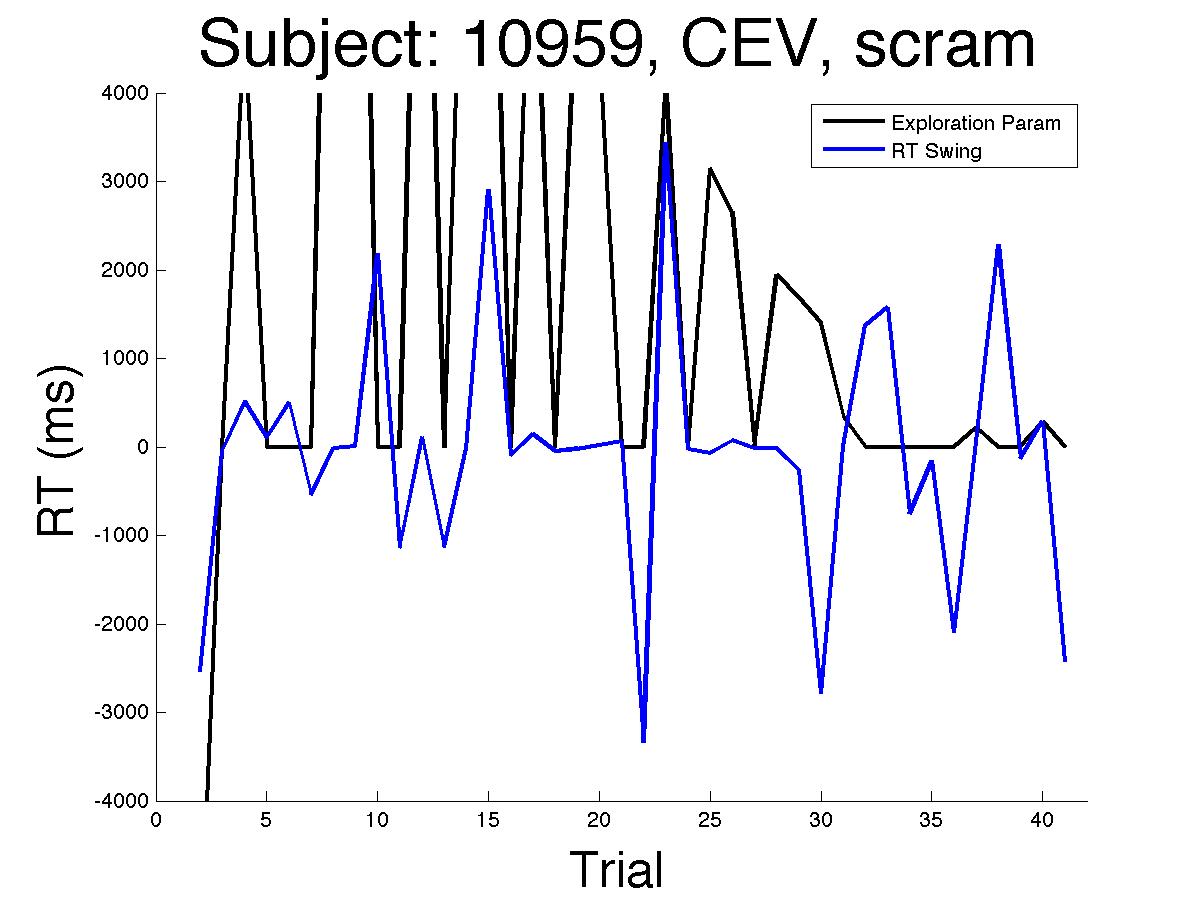 Subject: 10959, CEV, scram
Exploration Param
RT Swing
4000
3000
2000
1000
0
-1000
-2000
-3000
-4000
RT (ms)
0 5 10 15 20 25 30 35 40
Trial